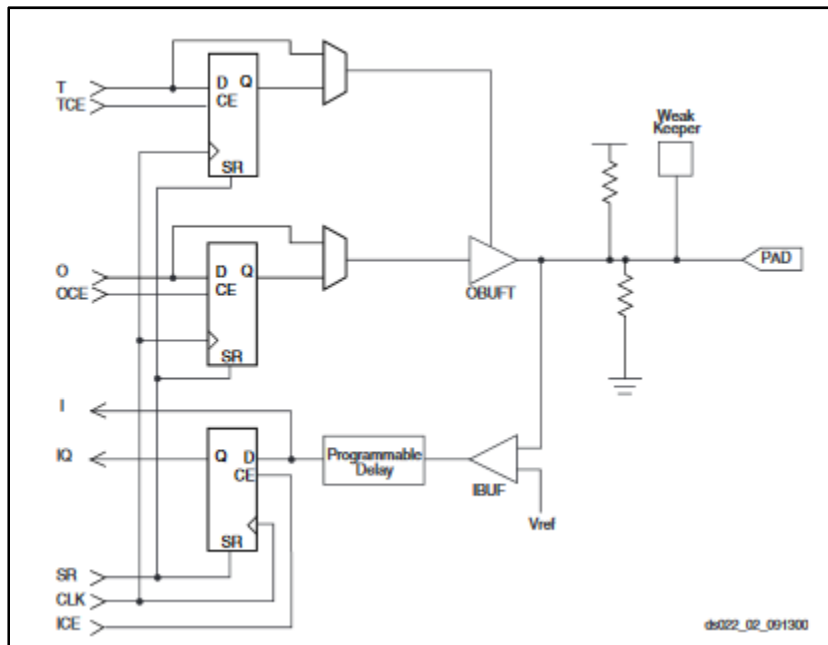 T
TCE
D Q
CE
SR
Weak
Keeper
O
OCE
D Q
CE
SR
OBUFT
PAD
I
IQ
Q D
CE
SR
Programmable
Delay
IBUF
Vref
SR
CLK
ICE
ds022_02_091300